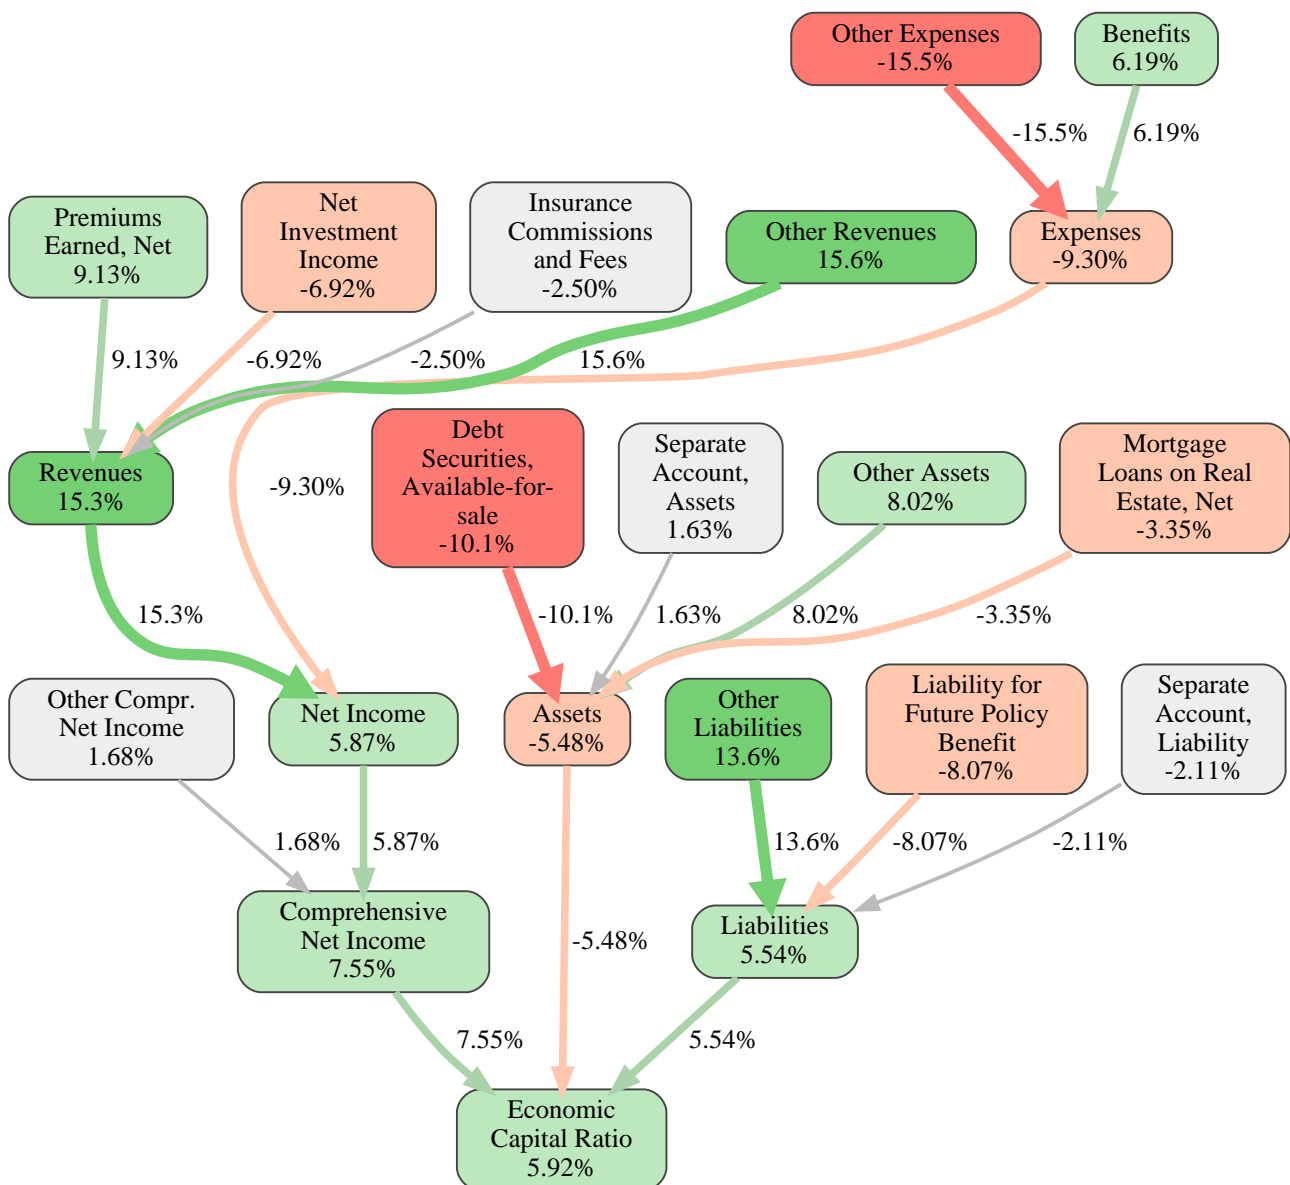 Other Expenses
-15.5%
Benefits
6.19%
-15.5%
6.19%
Premiums
Earned, Net
9.13%
Net
Investment
Income
-6.92%
Insurance
Commissions
and Fees
-2.50%
Other Revenues
15.6%
Expenses
-9.30%
9.13%
-6.92%
-2.50%
15.6%
Revenues
15.3%
-9.30%
Debt
Securities,
Available-for-
sale
-10.1%
Separate
Account,
Assets
1.63%
Other Assets
8.02%
Mortgage
Loans on Real
Estate, Net
-3.35%
15.3%
-10.1%
1.63%
8.02%
-3.35%
Other Compr.
Net Income
1.68%
Net Income
5.87%
Assets
-5.48%
Other
Liabilities
13.6%
Liability for
Future Policy
Benefit
-8.07%
Separate
Account,
Liability
-2.11%
1.68%
5.87%
13.6%
-8.07%
-2.11%
Comprehensive
Net Income
7.55%
-5.48%
Liabilities
5.54%
7.55%
5.54%
Economic
Capital Ratio
5.92%